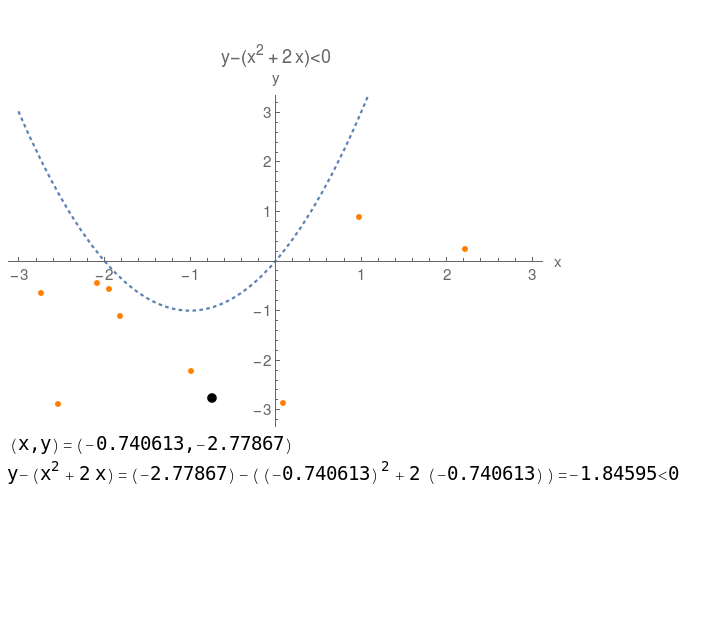 y−(x²+2x)<0
y
3
2
1
−3 −2 −1 1 2 3 x
−1
−2
−3
(x,y)=(−0.740613,−2.77867)
y−(x²+2x)=(−2.77867)−((−0.740613)²+2 (−0.740613))=−1.84595<0